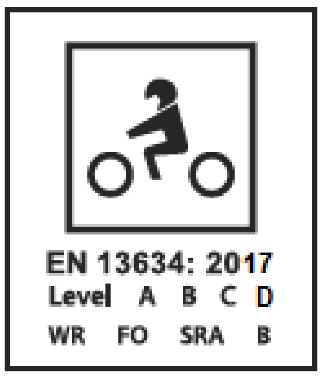 EN 13634: 2017
Level A B C D
WR FO SRA B